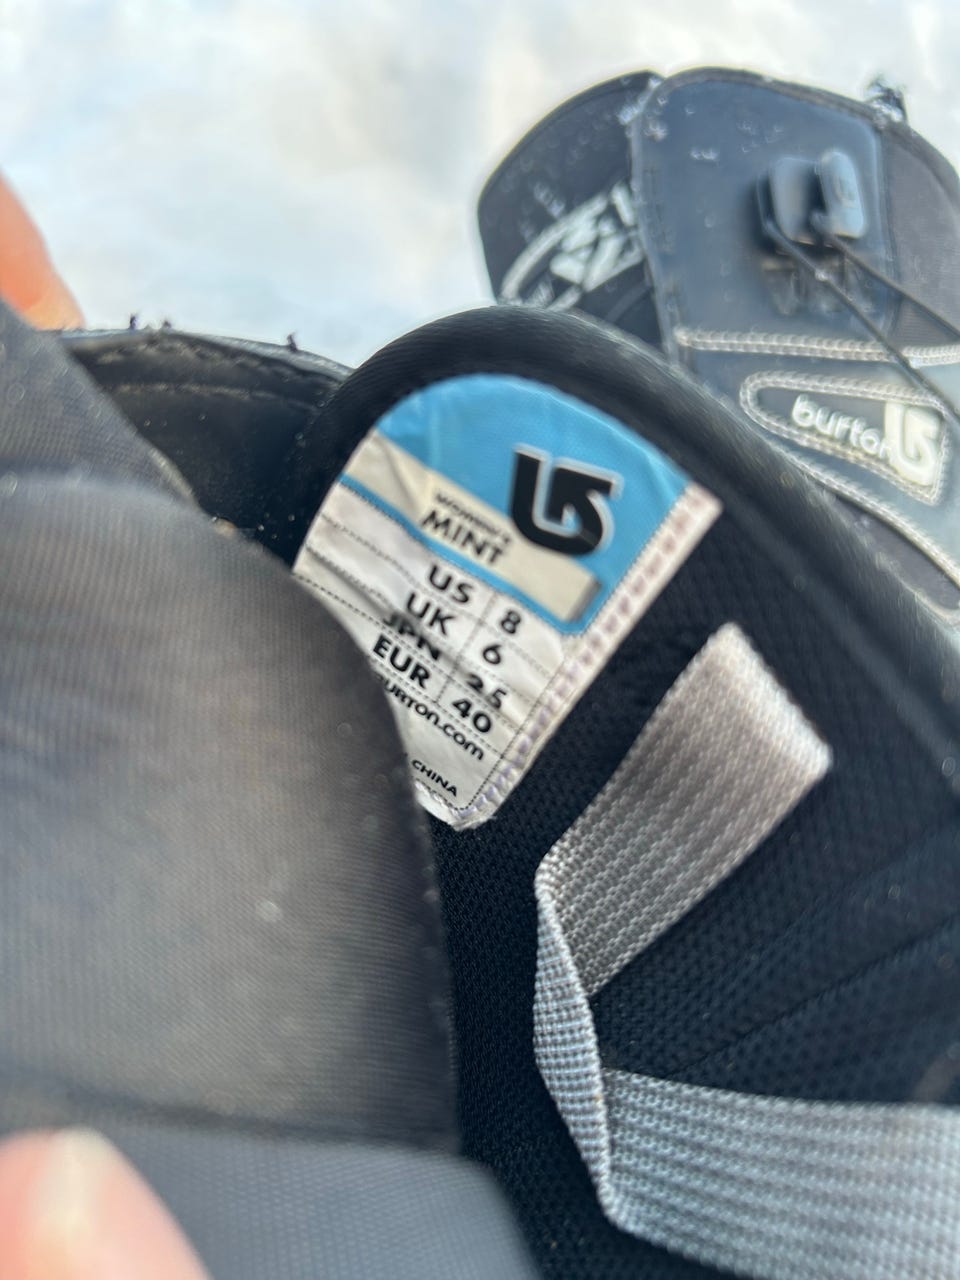 burton
women's
MINT
US 8
UK 6
JPN 25
EUR 40
BURTON.COM
CHINA